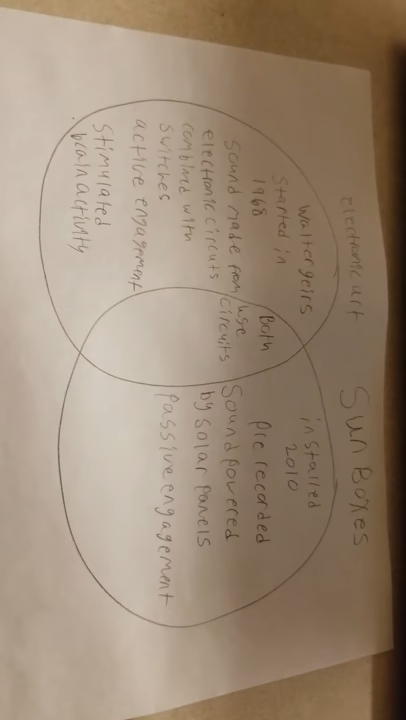 electronic art
Walter geirs
Started in
1968
Sound made from
electronic circuts
combined with
switches
active engagement
Stimulated
brain activity
Both
use
circuits
Sun Boxes
installed
2010
Pre recorded
Sound powered
by solar panels
Passive engagement